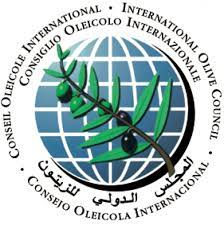 CONSEIL OLEICOLE INTERNATIONAL •
INTERNATIONAL OLIVE COUNCIL •
CONSIGLIO OLEICOLO INTERNAZIONALE
المجلس الدولي للزيتون
• CONSEJO OLEICOLA INTERNACIONAL •